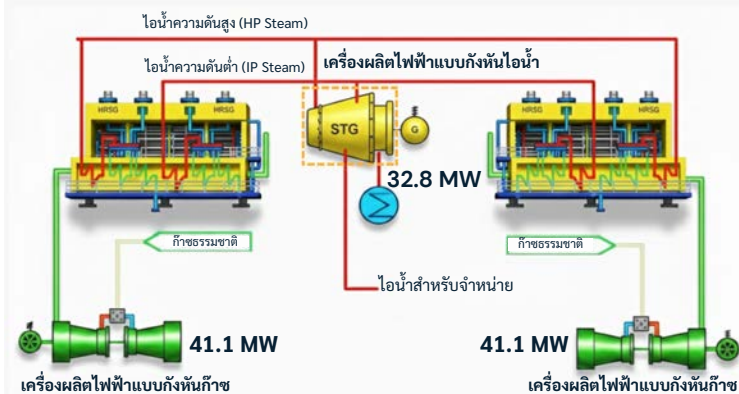 ไอน้ำความดันสูง (HP Steam)
ไอน้ำความดันต่ำ (IP Steam)
เครื่องผลิตไฟฟ้าแบบกังหันไอน้ำ
HRSG HRSG
STG
G
HRSG HRSG
32.8 MW
ก๊าซธรรมชาติ
ก๊าซธรรมชาติ
ไอน้ำสำหรับจำหน่าย
41.1 MW
41.1 MW
เครื่องผลิตไฟฟ้าแบบกังหันก๊าซ
เครื่องผลิตไฟฟ้าแบบกังหันก๊าซ